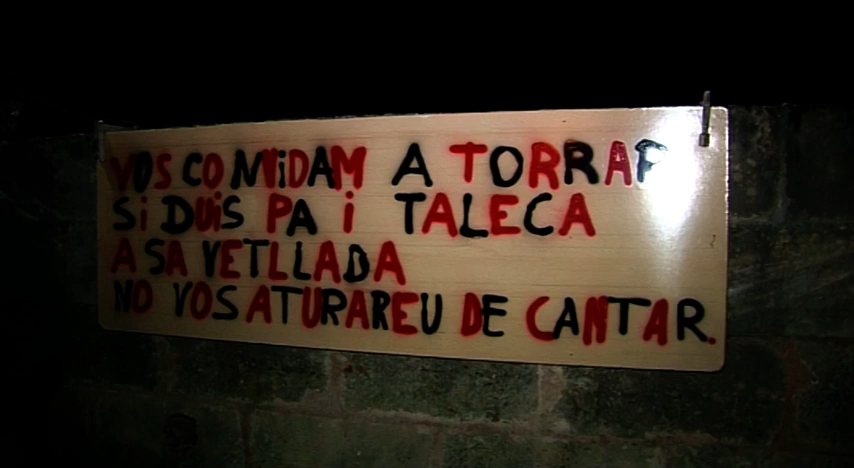 VOS CONViDAM A TORRAR
Si DUiS PA i TALECA
A SA VETLLADA
NO VOS ATURAREU DE CANTAR.